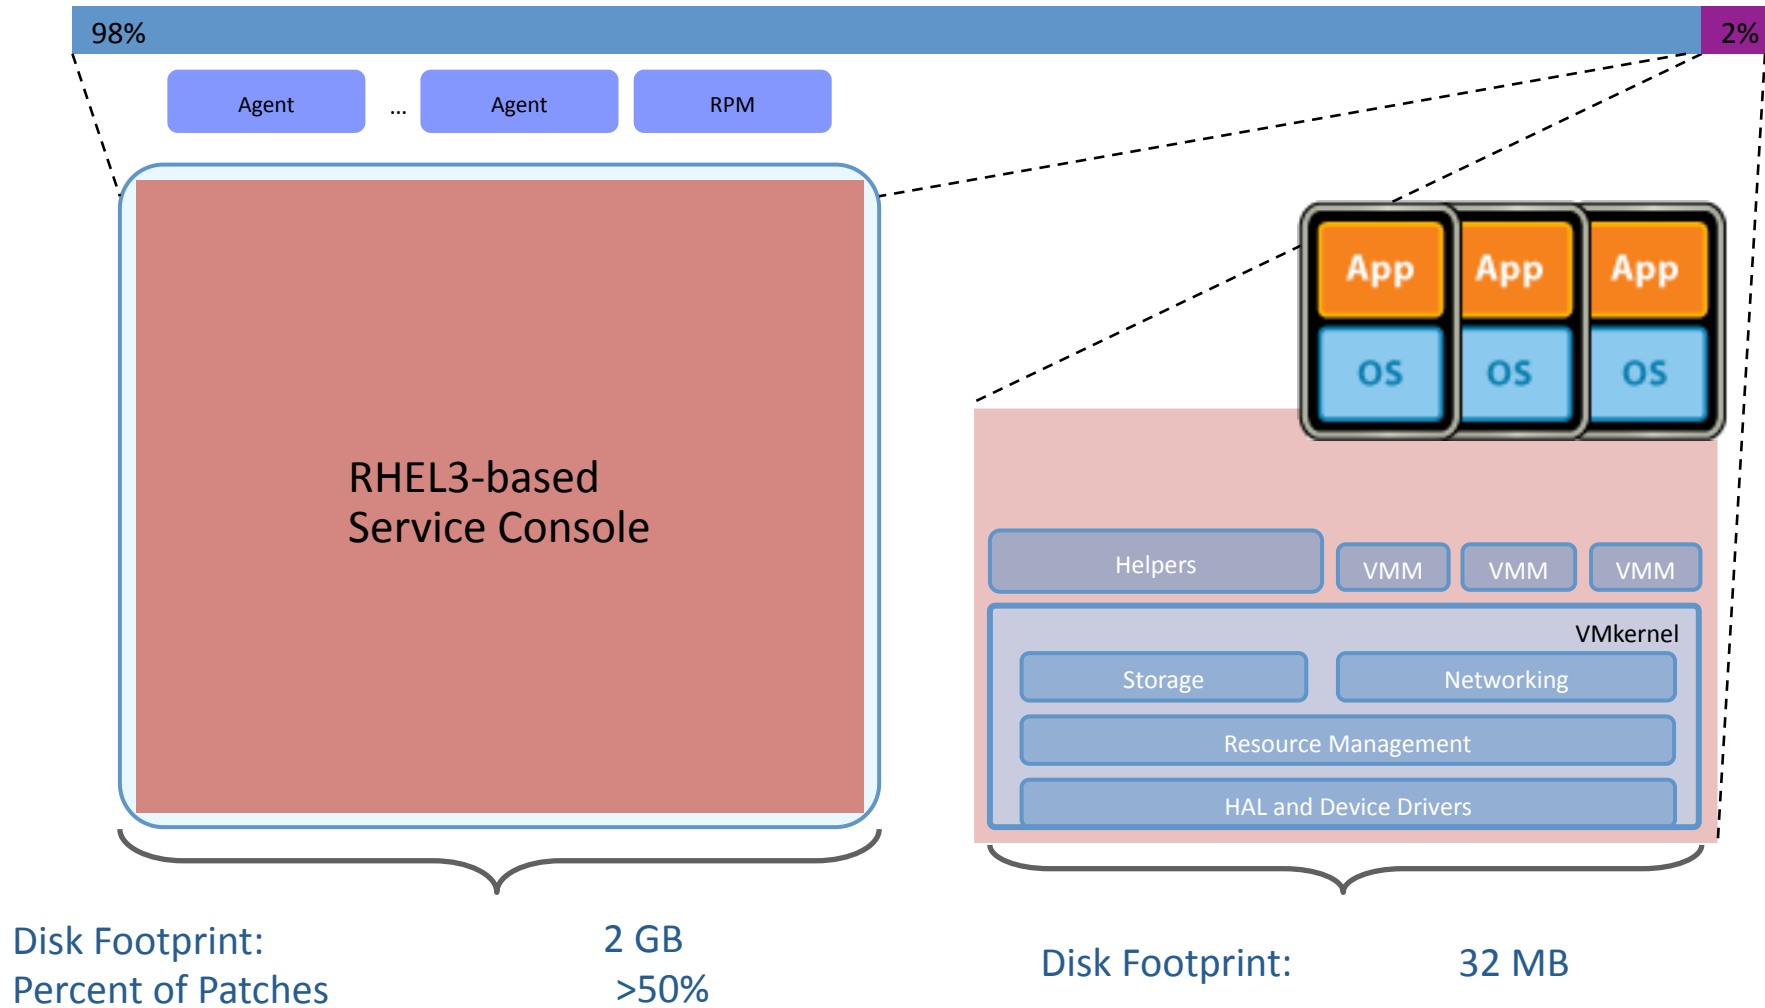 98%
2%
Agent
...
Agent
RPM
App
App
App
OS
OS
OS
RHEL3-based
Service Console
Helpers
VMM
VMM
VMM
VMkernel
Storage
Networking
Resource Management
HAL and Device Drivers
Disk Footprint: 2 GB
Percent of Patches >50%
Disk Footprint: 32 MB